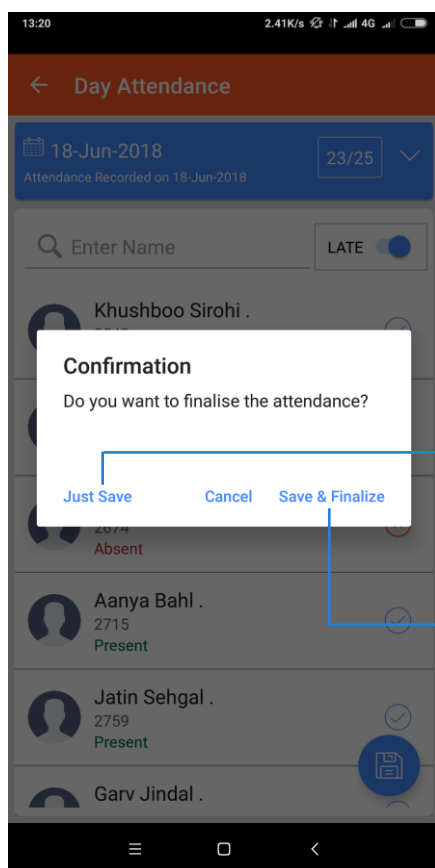 13:20 2.41K/s 4G
Day Attendance
18-Jun-2018 23/25
Attendance Recorded on 18-Jun-2018
Enter Name LATE
Khushboo Sirohi .
Confirmation
Do you want to finalise the attendance?
Just Save Cancel Save & Finalize
2674
Absent
Aanya Bahl .
2715
Present
Jatin Sehgal .
2759
Present
Garv Jindal .